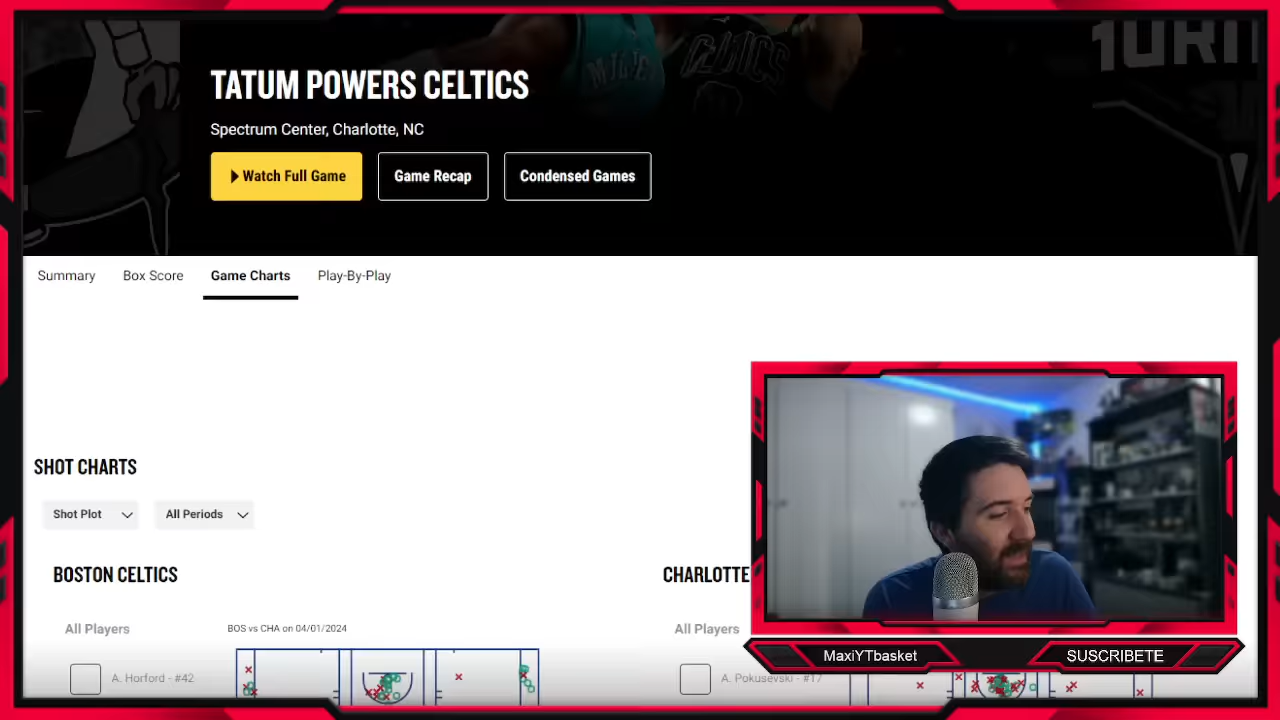 CELTICS
TATUM POWERS CELTICS
Spectrum Center, Charlotte, NC
Watch Full Game
Game Recap
Condensed Games
Summary
Box Score
Game Charts
Play-By-Play
SHOT CHARTS
Shot Plot
All Periods
BOSTON CELTICS
CHARLOTTE
All Players
BOS vs CHA on 04/01/2024
All Players
A. Horford - #42
A. Pokusevski - #17
MaxiYTbasket
SUSCRIBETE